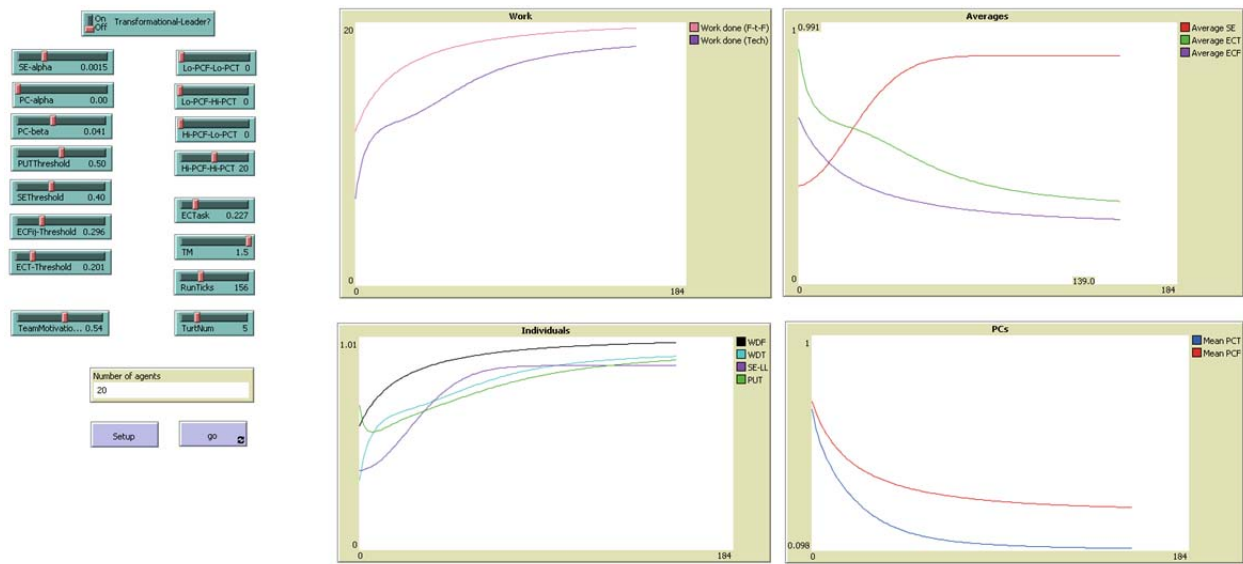 On
Off
Transformational-Leader?
SE-alpha 0.0015
PC-alpha 0.00
PC-beta 0.041
PUTThreshold 0.50
SEThreshold 0.40
ECFij-Threshold 0.296
ECT-Threshold 0.201
TeamMotivatio... 0.54
Lo-PCF-Lo-PCT 0
Lo-PCF-Hi-PCT 0
Hi-PCF-Lo-PCT 0
Hi-PCF-Hi-PCT 20
ECTask 0.227
TM 1.5
RunTicks 156
TurtNum 5
Number of agents
20
Setup
go
Work
20
0
0
184
Work done (F-t-F)
Work done (Tech)
Averages
1
0.991
0
0
139.0
184
Average SE
Average ECT
Average ECF
Individuals
1.01
0
0
184
WDF
WDT
SE-LL
PUT
PCs
1
0.098
0
184
Mean PCT
Mean PCF